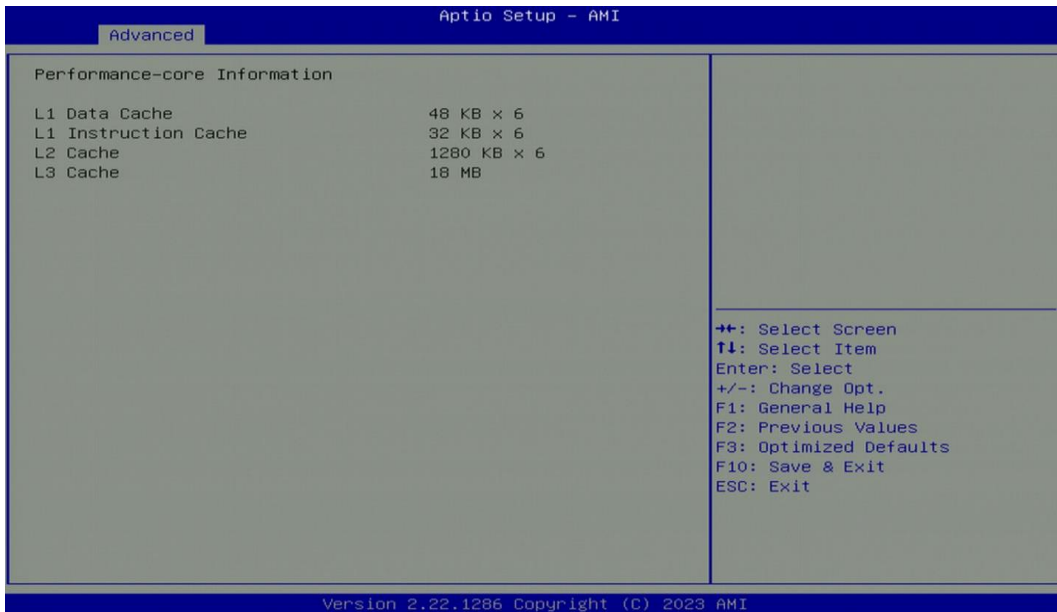 Aptio Setup – AMI
Advanced
Performance-core Information
L1 Data Cache 48 KB x 6
L1 Instruction Cache 32 KB x 6
L2 Cache 1280 KB x 6
L3 Cache 18 MB
→←: Select Screen
↑↓: Select Item
Enter: Select
+/-: Change Opt.
F1: General Help
F2: Previous Values
F3: Optimized Defaults
F10: Save & Exit
ESC: Exit
Version 2.22.1286 Copyright (C) 2023 AMI